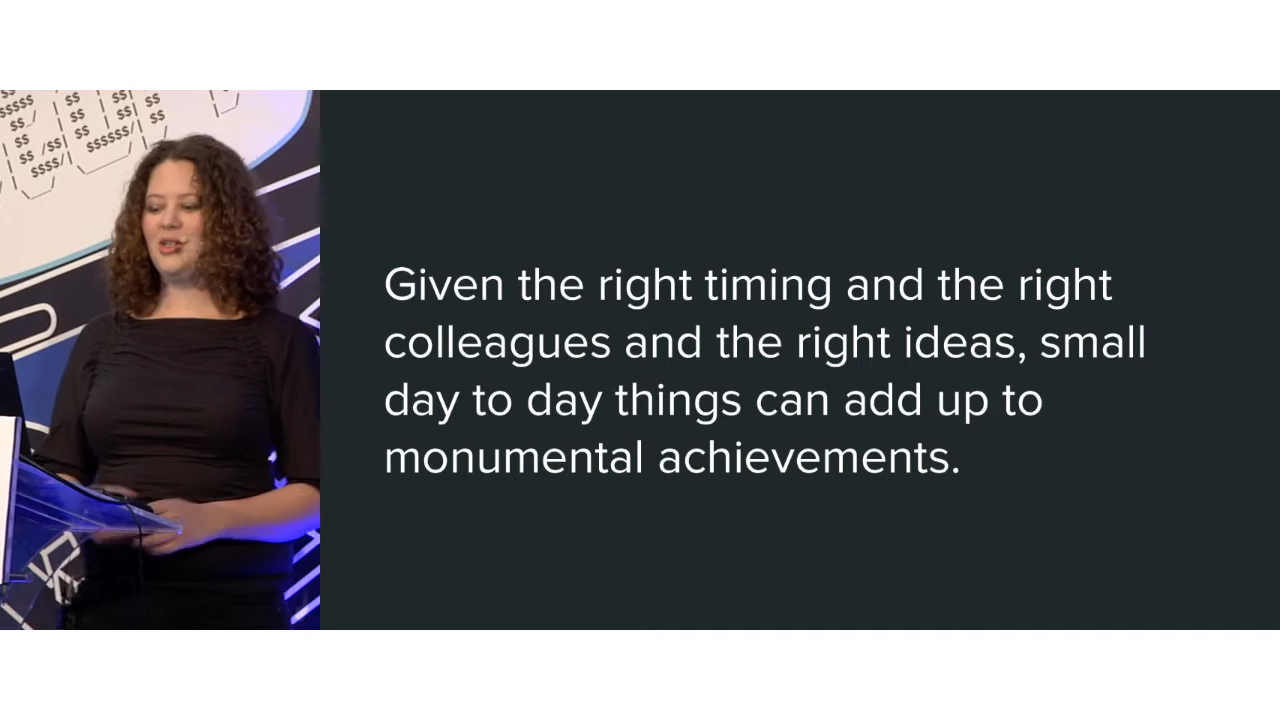 Given the right timing and the right
colleagues and the right ideas, small
day to day things can add up to
monumental achievements.